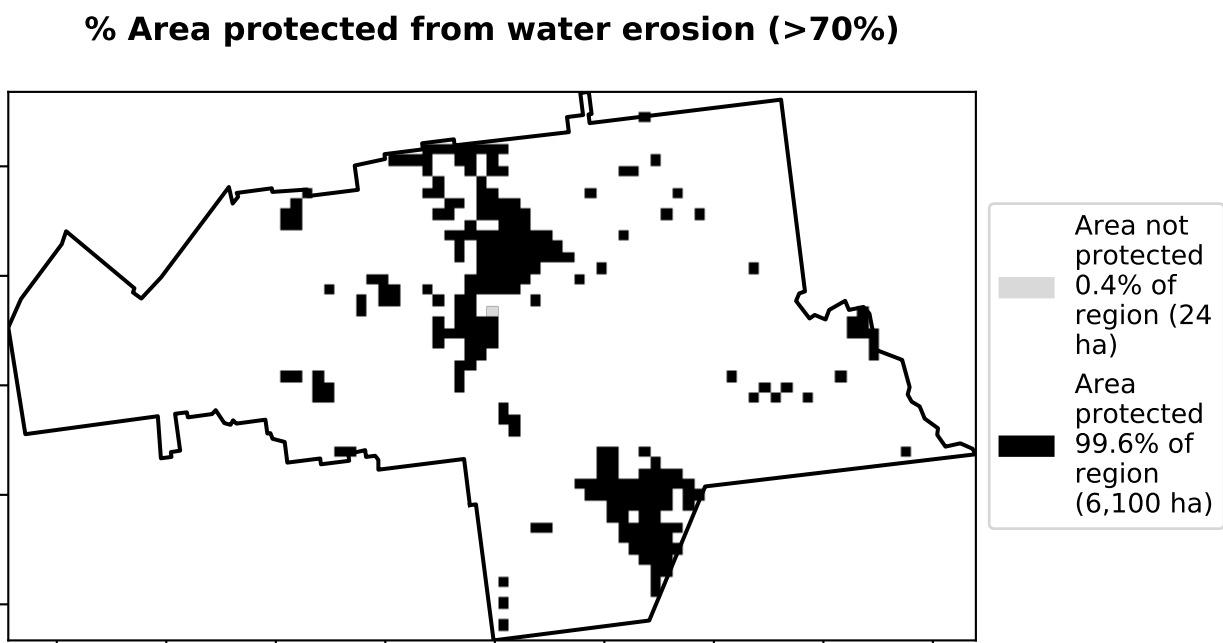 % Area protected from water erosion (>70%)
Area not
protected
0.4% of
region (24
ha)
Area
protected
99.6% of
region
(6,100 ha)